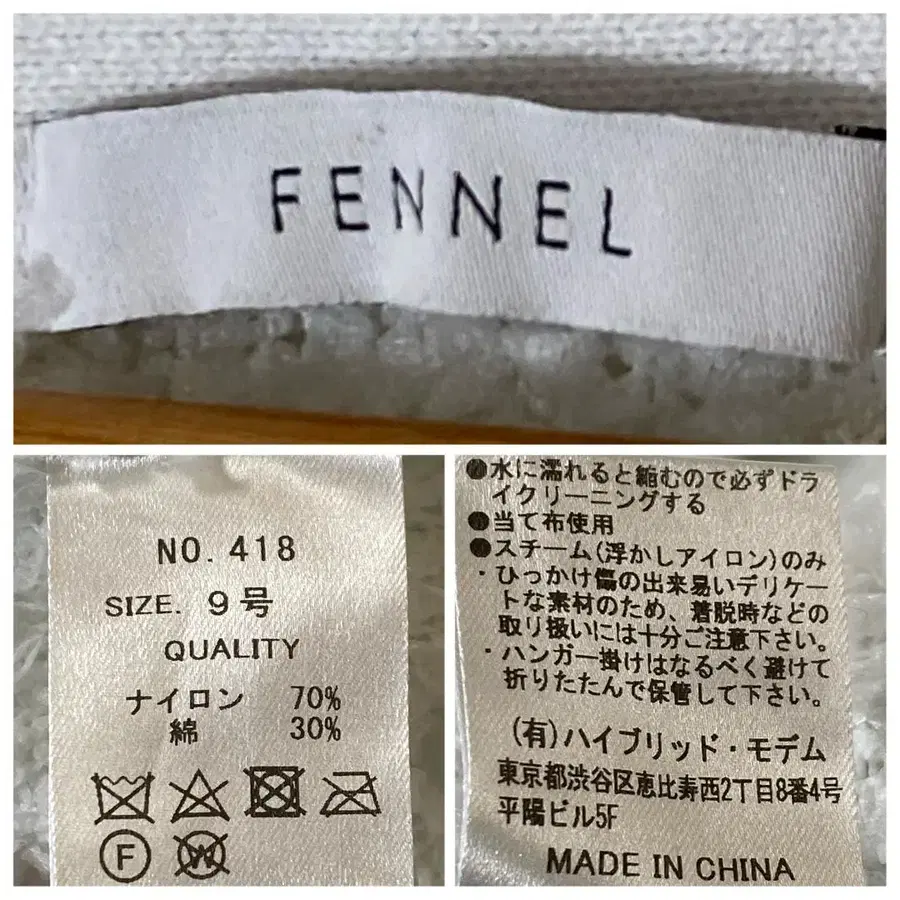 FENNEL
NO. 418
SIZE. 9号
QUALITY
ナイロン 70%
綿 30%
F
W
●水に濡れると縮むので必ずドラ
イクリーニングする
●当て布使用
●スチーム(浮かしアイロン)のみ
・ひっかけ傷の出来易いデリケー
トな素材のため、着脱時などの
取り扱いには十分ご注意下さい。
・ハンガー掛けはなるべく避けて
折りたたんで保管して下さい。
(有)ハイブリッド・モデム
東京都渋谷区恵比寿西2丁目8番4号
平陽ビル5F
MADE IN CHINA